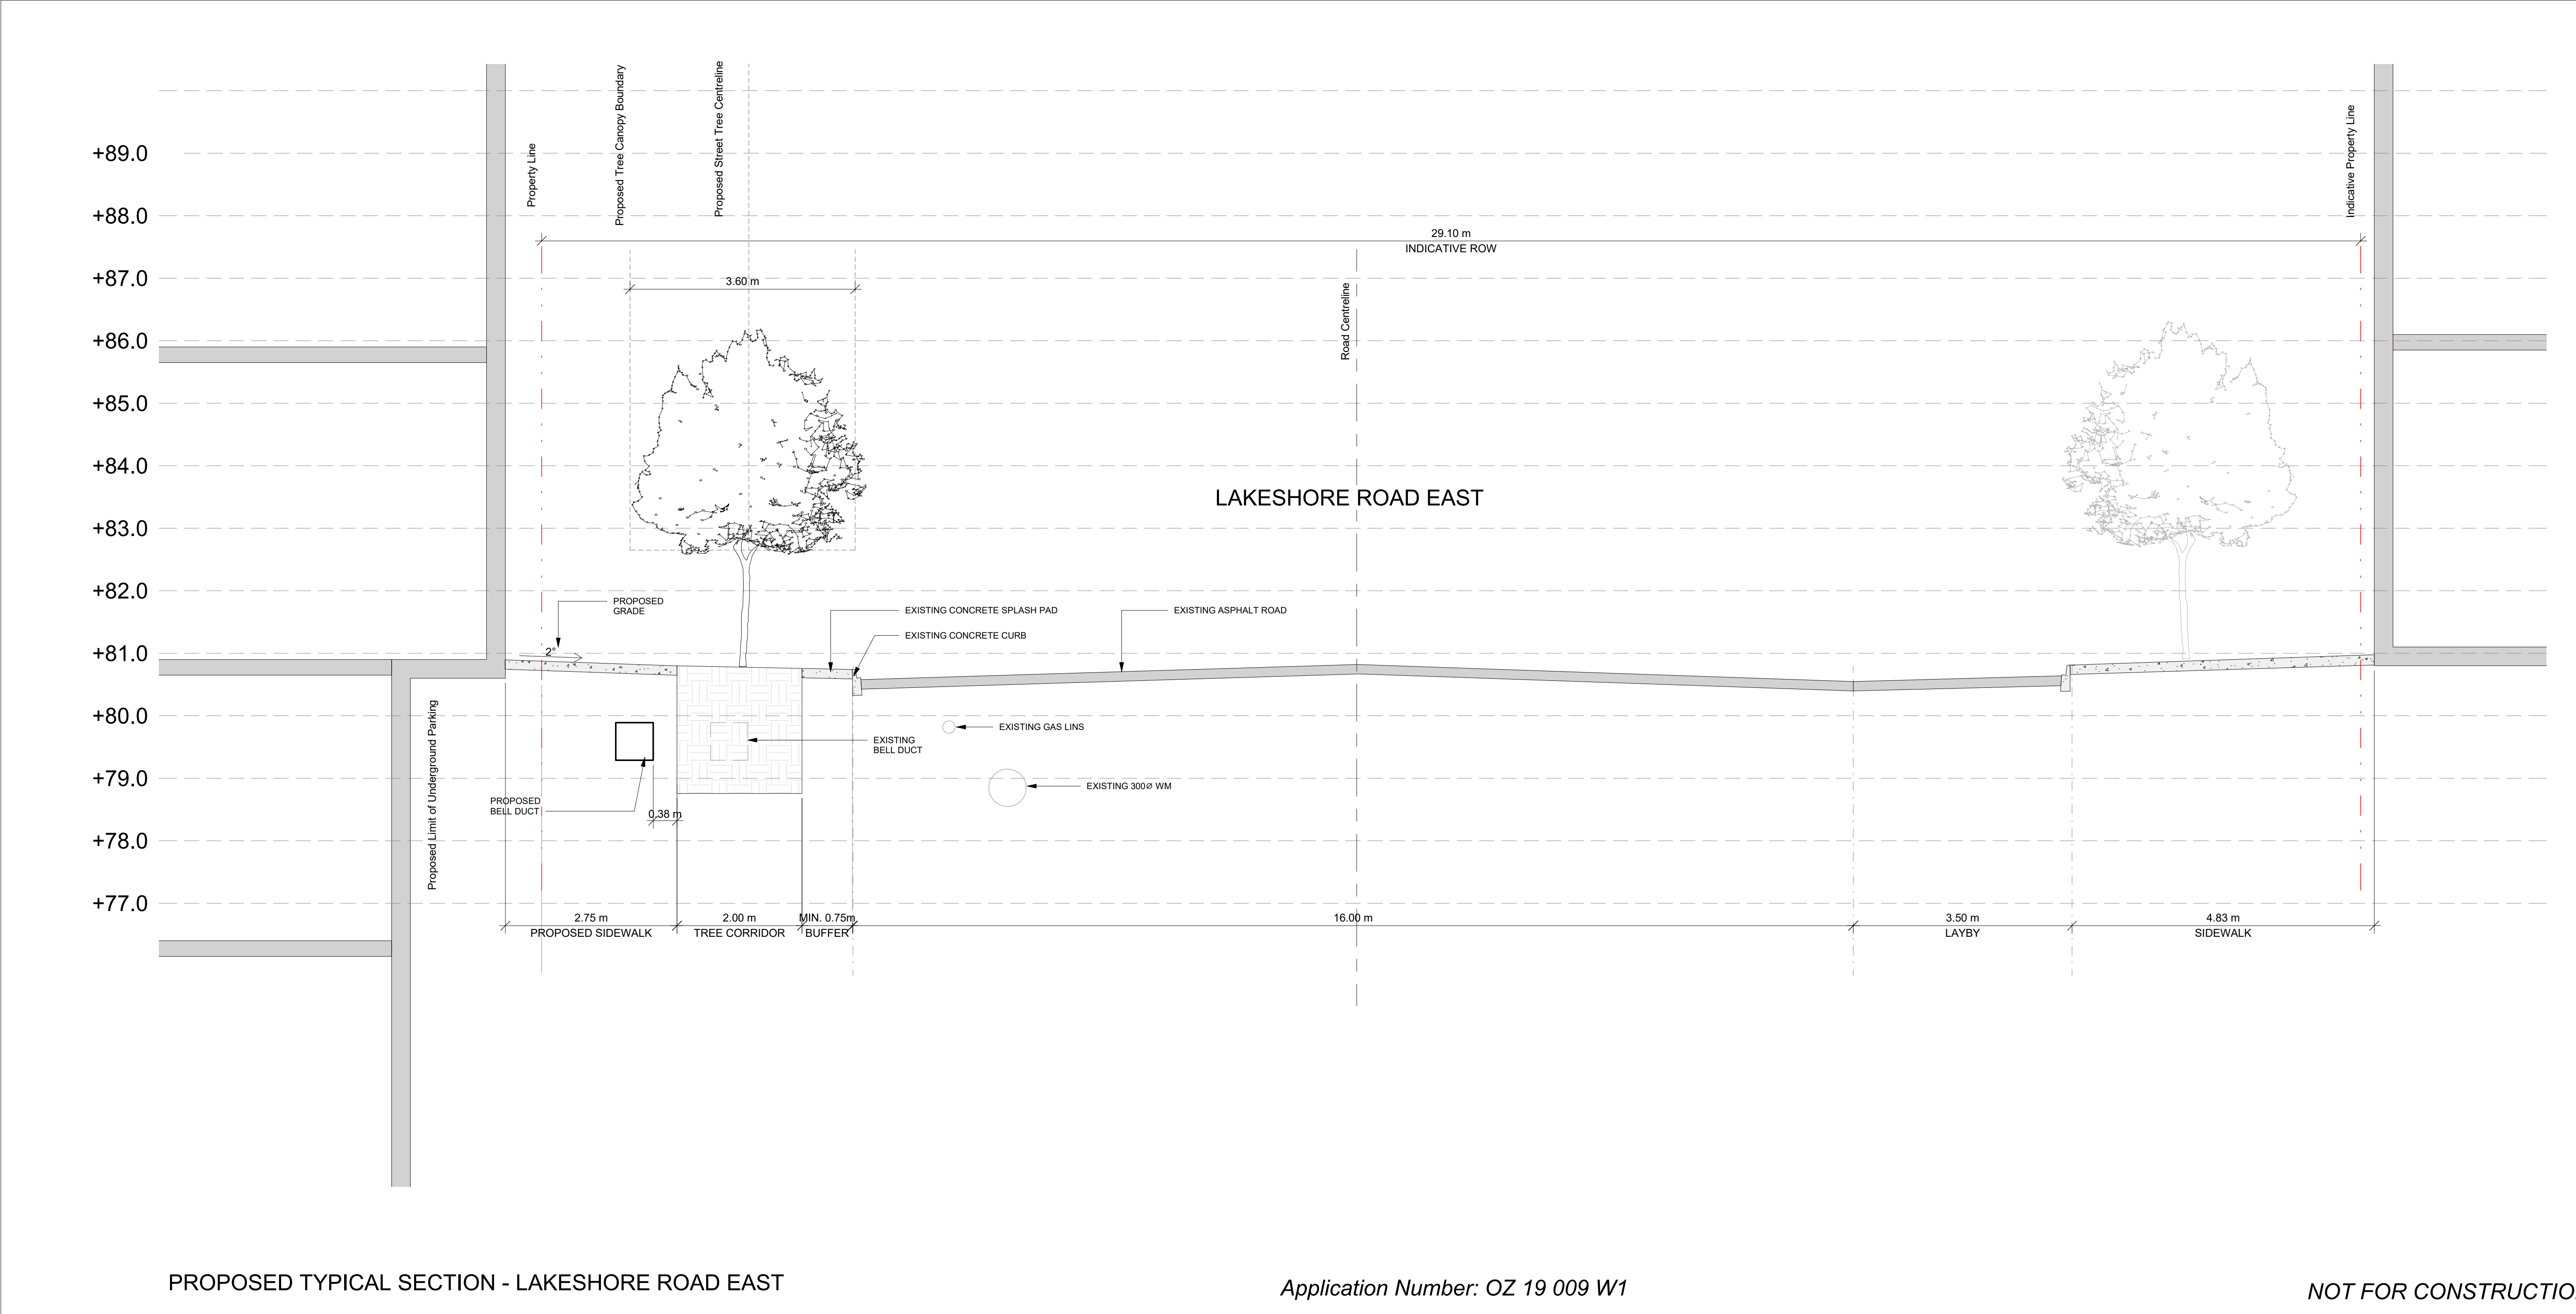 Property Line
Proposed Tree Canopy Boundary
Proposed Street Tree Centreline
Indicative Property Line
+89.0
+88.0
29.10 m
INDICATIVE ROW
+87.0
3.60 m
Road Centreline
+86.0
+85.0
+84.0
LAKESHORE ROAD EAST
+83.0
+82.0
PROPOSED
GRADE
EXISTING CONCRETE SPLASH PAD
EXISTING ASPHALT ROAD
EXISTING CONCRETE CURB
+81.0
2°
+80.0
EXISTING GAS LINS
EXISTING
BELL DUCT
+79.0
EXISTING 300Ø WM
PROPOSED
BELL DUCT
0.38 m
Proposed Limit of Underground Parking
+78.0
+77.0
2.75 m
PROPOSED SIDEWALK
2.00 m
TREE CORRIDOR
MIN. 0.75m
BUFFER
16.00 m
3.50 m
LAYBY
4.83 m
SIDEWALK
PROPOSED TYPICAL SECTION - LAKESHORE ROAD EAST
Application Number: OZ 19 009 W1
NOT FOR CONSTRUCTIO